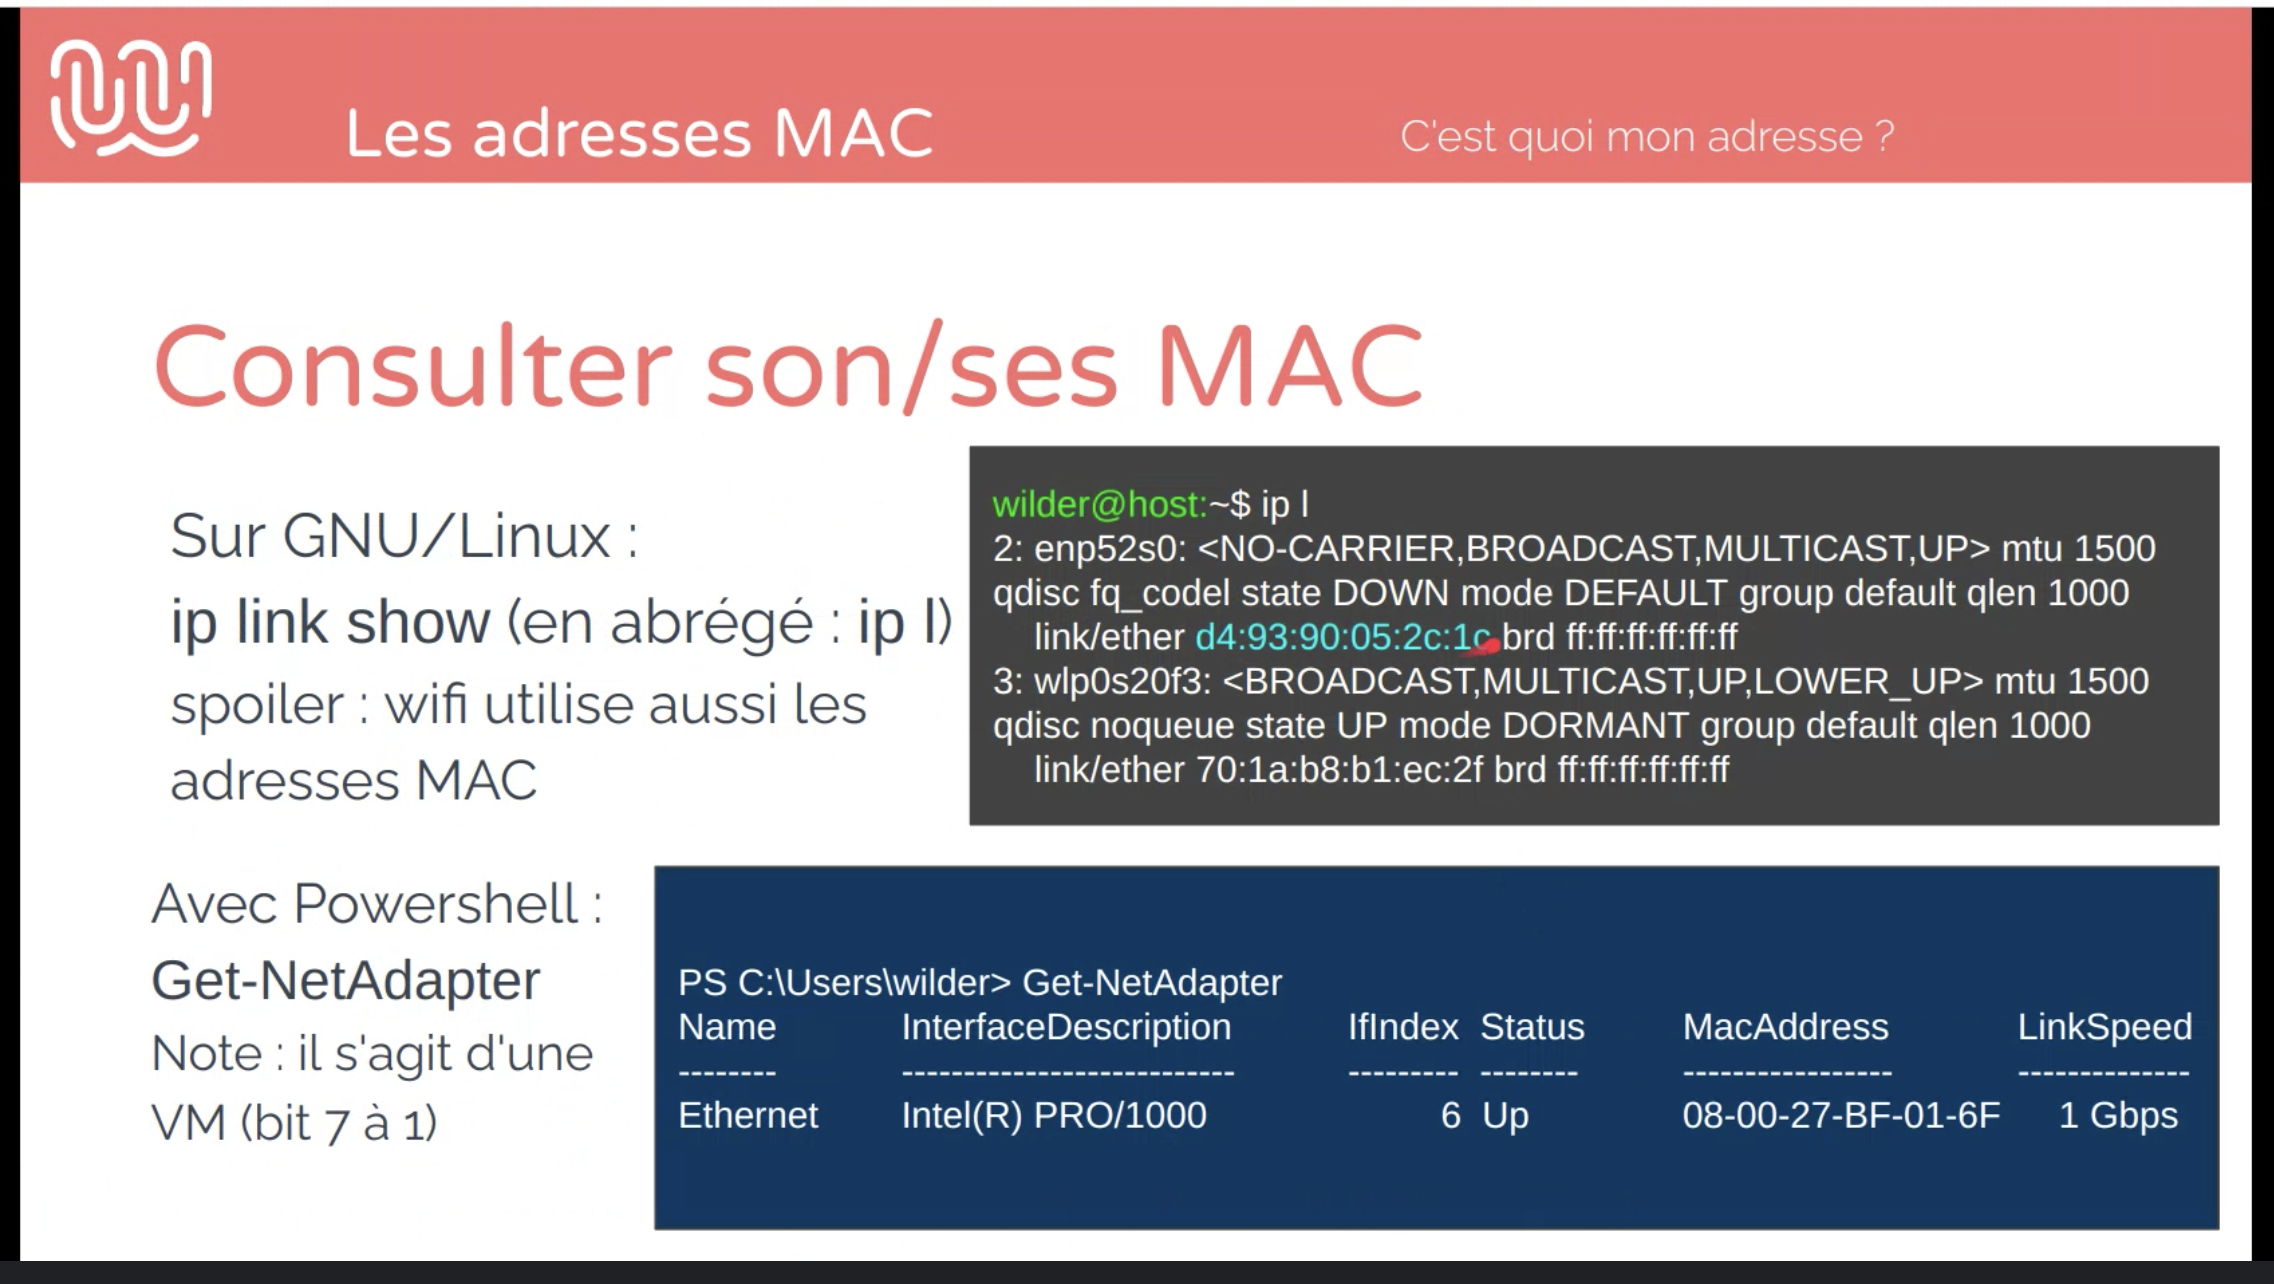 Les adresses MAC
C'est quoi mon adresse ?
Consulter son/ses MAC
Sur GNU/Linux :
ip link show (en abrégé : ip l)
spoiler : wifi utilise aussi les
adresses MAC
wilder@host:~$ ip l
2: enp52s0: <NO-CARRIER,BROADCAST,MULTICAST,UP> mtu 1500
qdisc fq_codel state DOWN mode DEFAULT group default qlen 1000
link/ether d4:93:90:05:2c:1c brd ff:ff:ff:ff:ff:ff
3: wlp0s20f3: <BROADCAST,MULTICAST,UP,LOWER_UP> mtu 1500
qdisc noqueue state UP mode DORMANT group default qlen 1000
link/ether 70:1a:b8:b1:ec:2f brd ff:ff:ff:ff:ff:ff
Avec Powershell :
Get-NetAdapter
Note : il s'agit d'une
VM (bit 7 à 1)
PS C:\Users\wilder> Get-NetAdapter
Name InterfaceDescription IfIndex Status MacAddress LinkSpeed
-------- --------------------------- --------- -------- ----------------- --------------
Ethernet Intel(R) PRO/1000 6 Up 08-00-27-BF-01-6F 1 Gbps